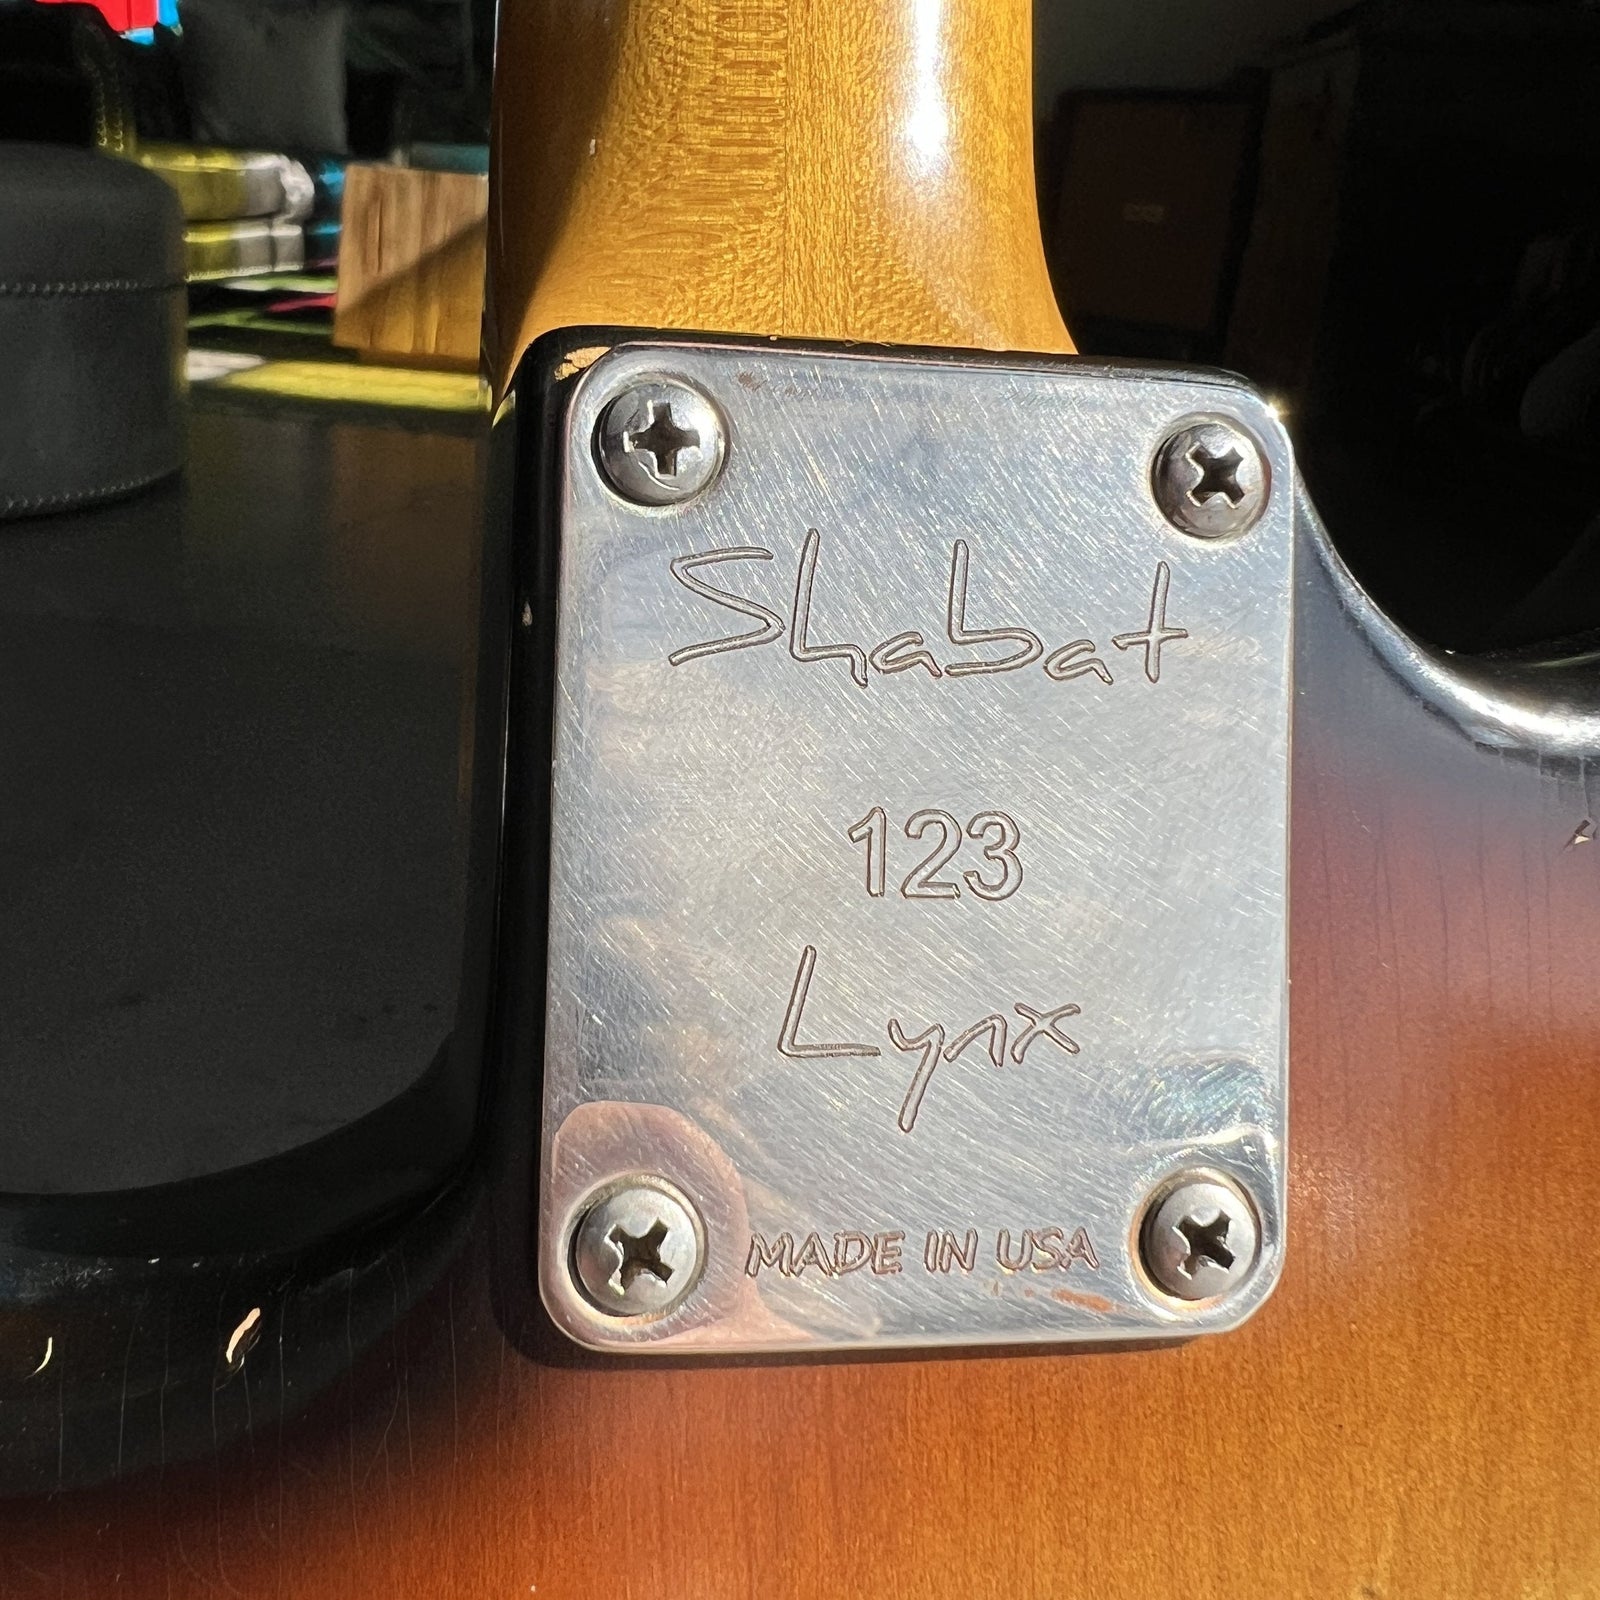 Shabat
123
Lynx
MADE IN USA